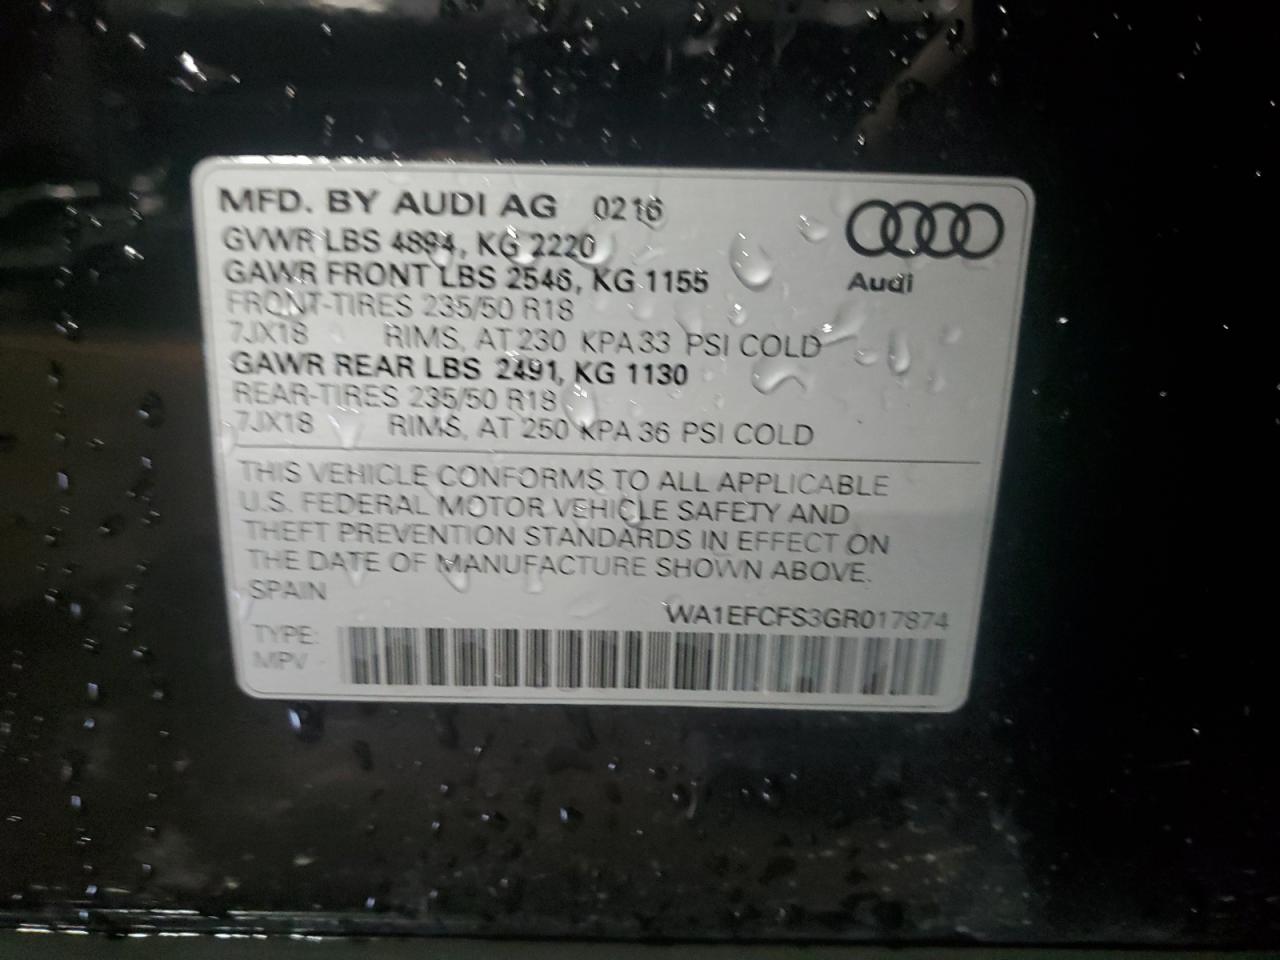 MFD. BY AUDI AG 0216
GVWR LBS 4894, KG 2220
GAWR FRONT LBS 2546, KG 1155
FRONT-TIRES 235/50 R18
7JX18 RIMS, AT 230 KPA 33 PSI COLD
GAWR REAR LBS 2491, KG 1130
REAR-TIRES 235/50 R18
7JX18 RIMS, AT 250 KPA 36 PSI COLD
Audi
THIS VEHICLE CONFORMS TO ALL APPLICABLE
U.S. FEDERAL MOTOR VEHICLE SAFETY AND
THEFT PREVENTION STANDARDS IN EFFECT ON
THE DATE OF MANUFACTURE SHOWN ABOVE.
SPAIN
WA1EFCFS3GR017874
TYPE:
MPV